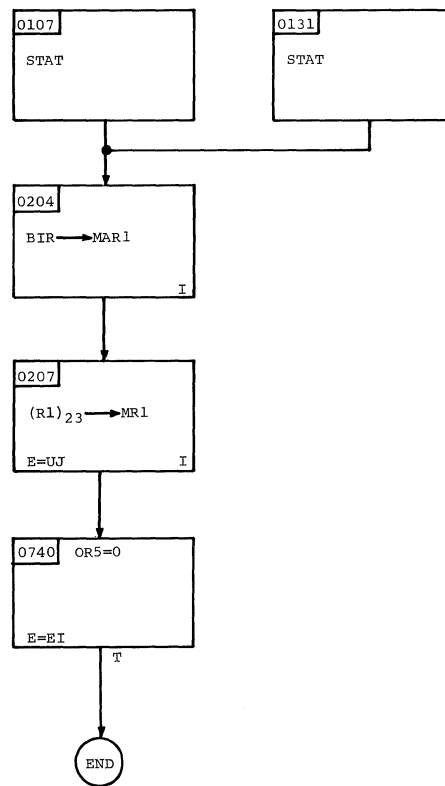 0107
STAT
0131
STAT
0204
BIR MAR1
I
0207
(R1)23 MR1
E=UJ I
0740 OR5=0
E=EI
T
END